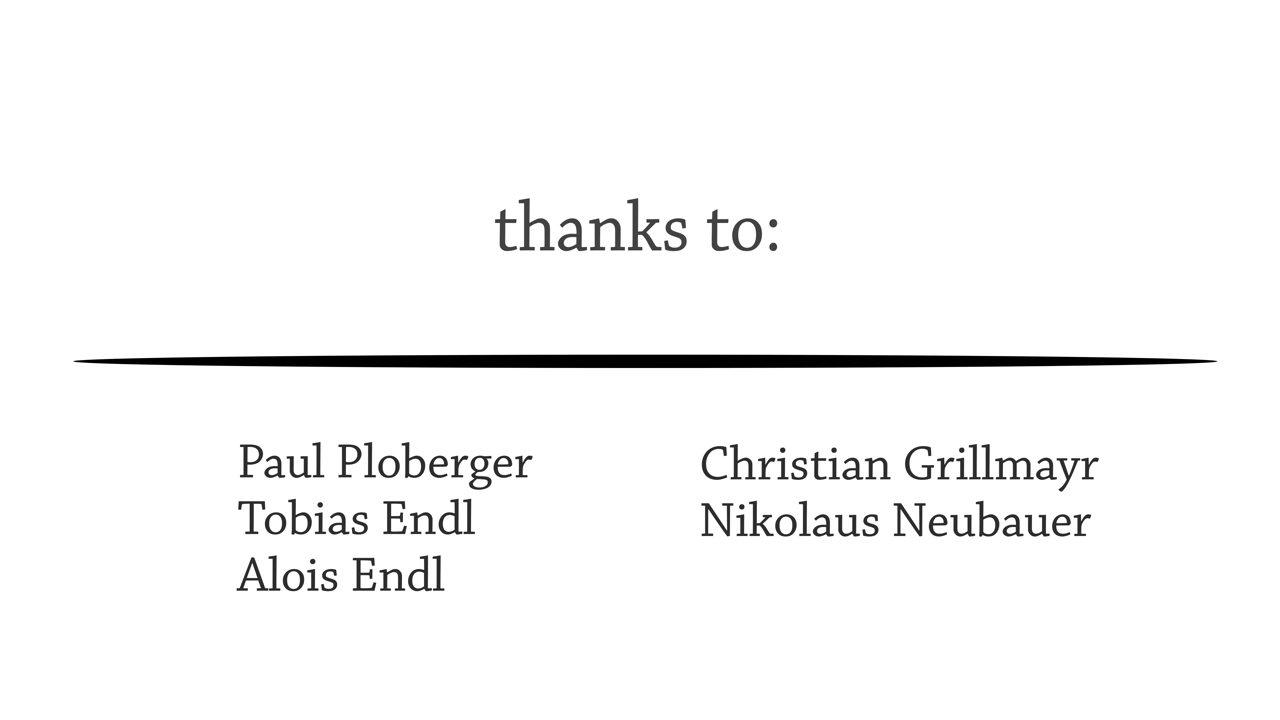 thanks to:
Paul Ploberger
Tobias Endl
Alois Endl
Christian Grillmayr
Nikolaus Neubauer